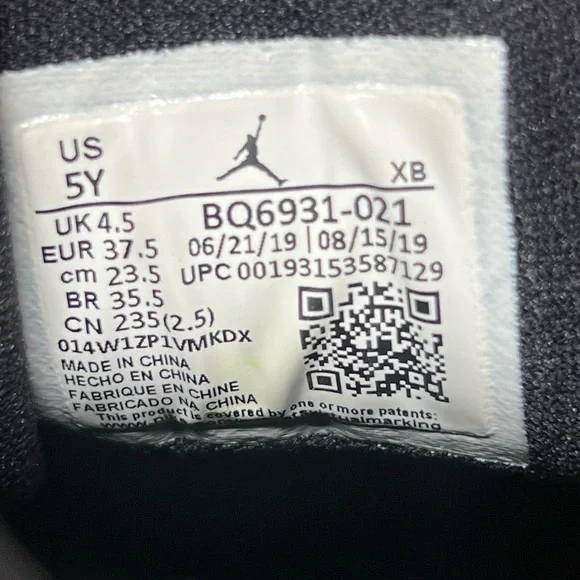 US
5Y
XB
UK 4.5
EUR 37.5
cm 23.5
BR 35.5
CN 235(2.5)
BQ6931-021
06/21/19 | 08/15/19
UPC 00193153587129
014W1ZP1VMKDX
MADE IN CHINA
HECHO EN CHINA
FABRIQUE EN CHINE
FABRICADO NA CHINA
This product is covered by one or more patents: